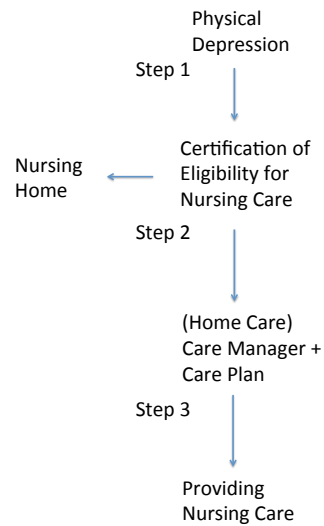 Physical
Depression
Step 1
Certification of
Eligibility for
Nursing Care
Nursing
Home
Step 2
(Home Care)
Care Manager +
Care Plan
Step 3
Providing
Nursing Care